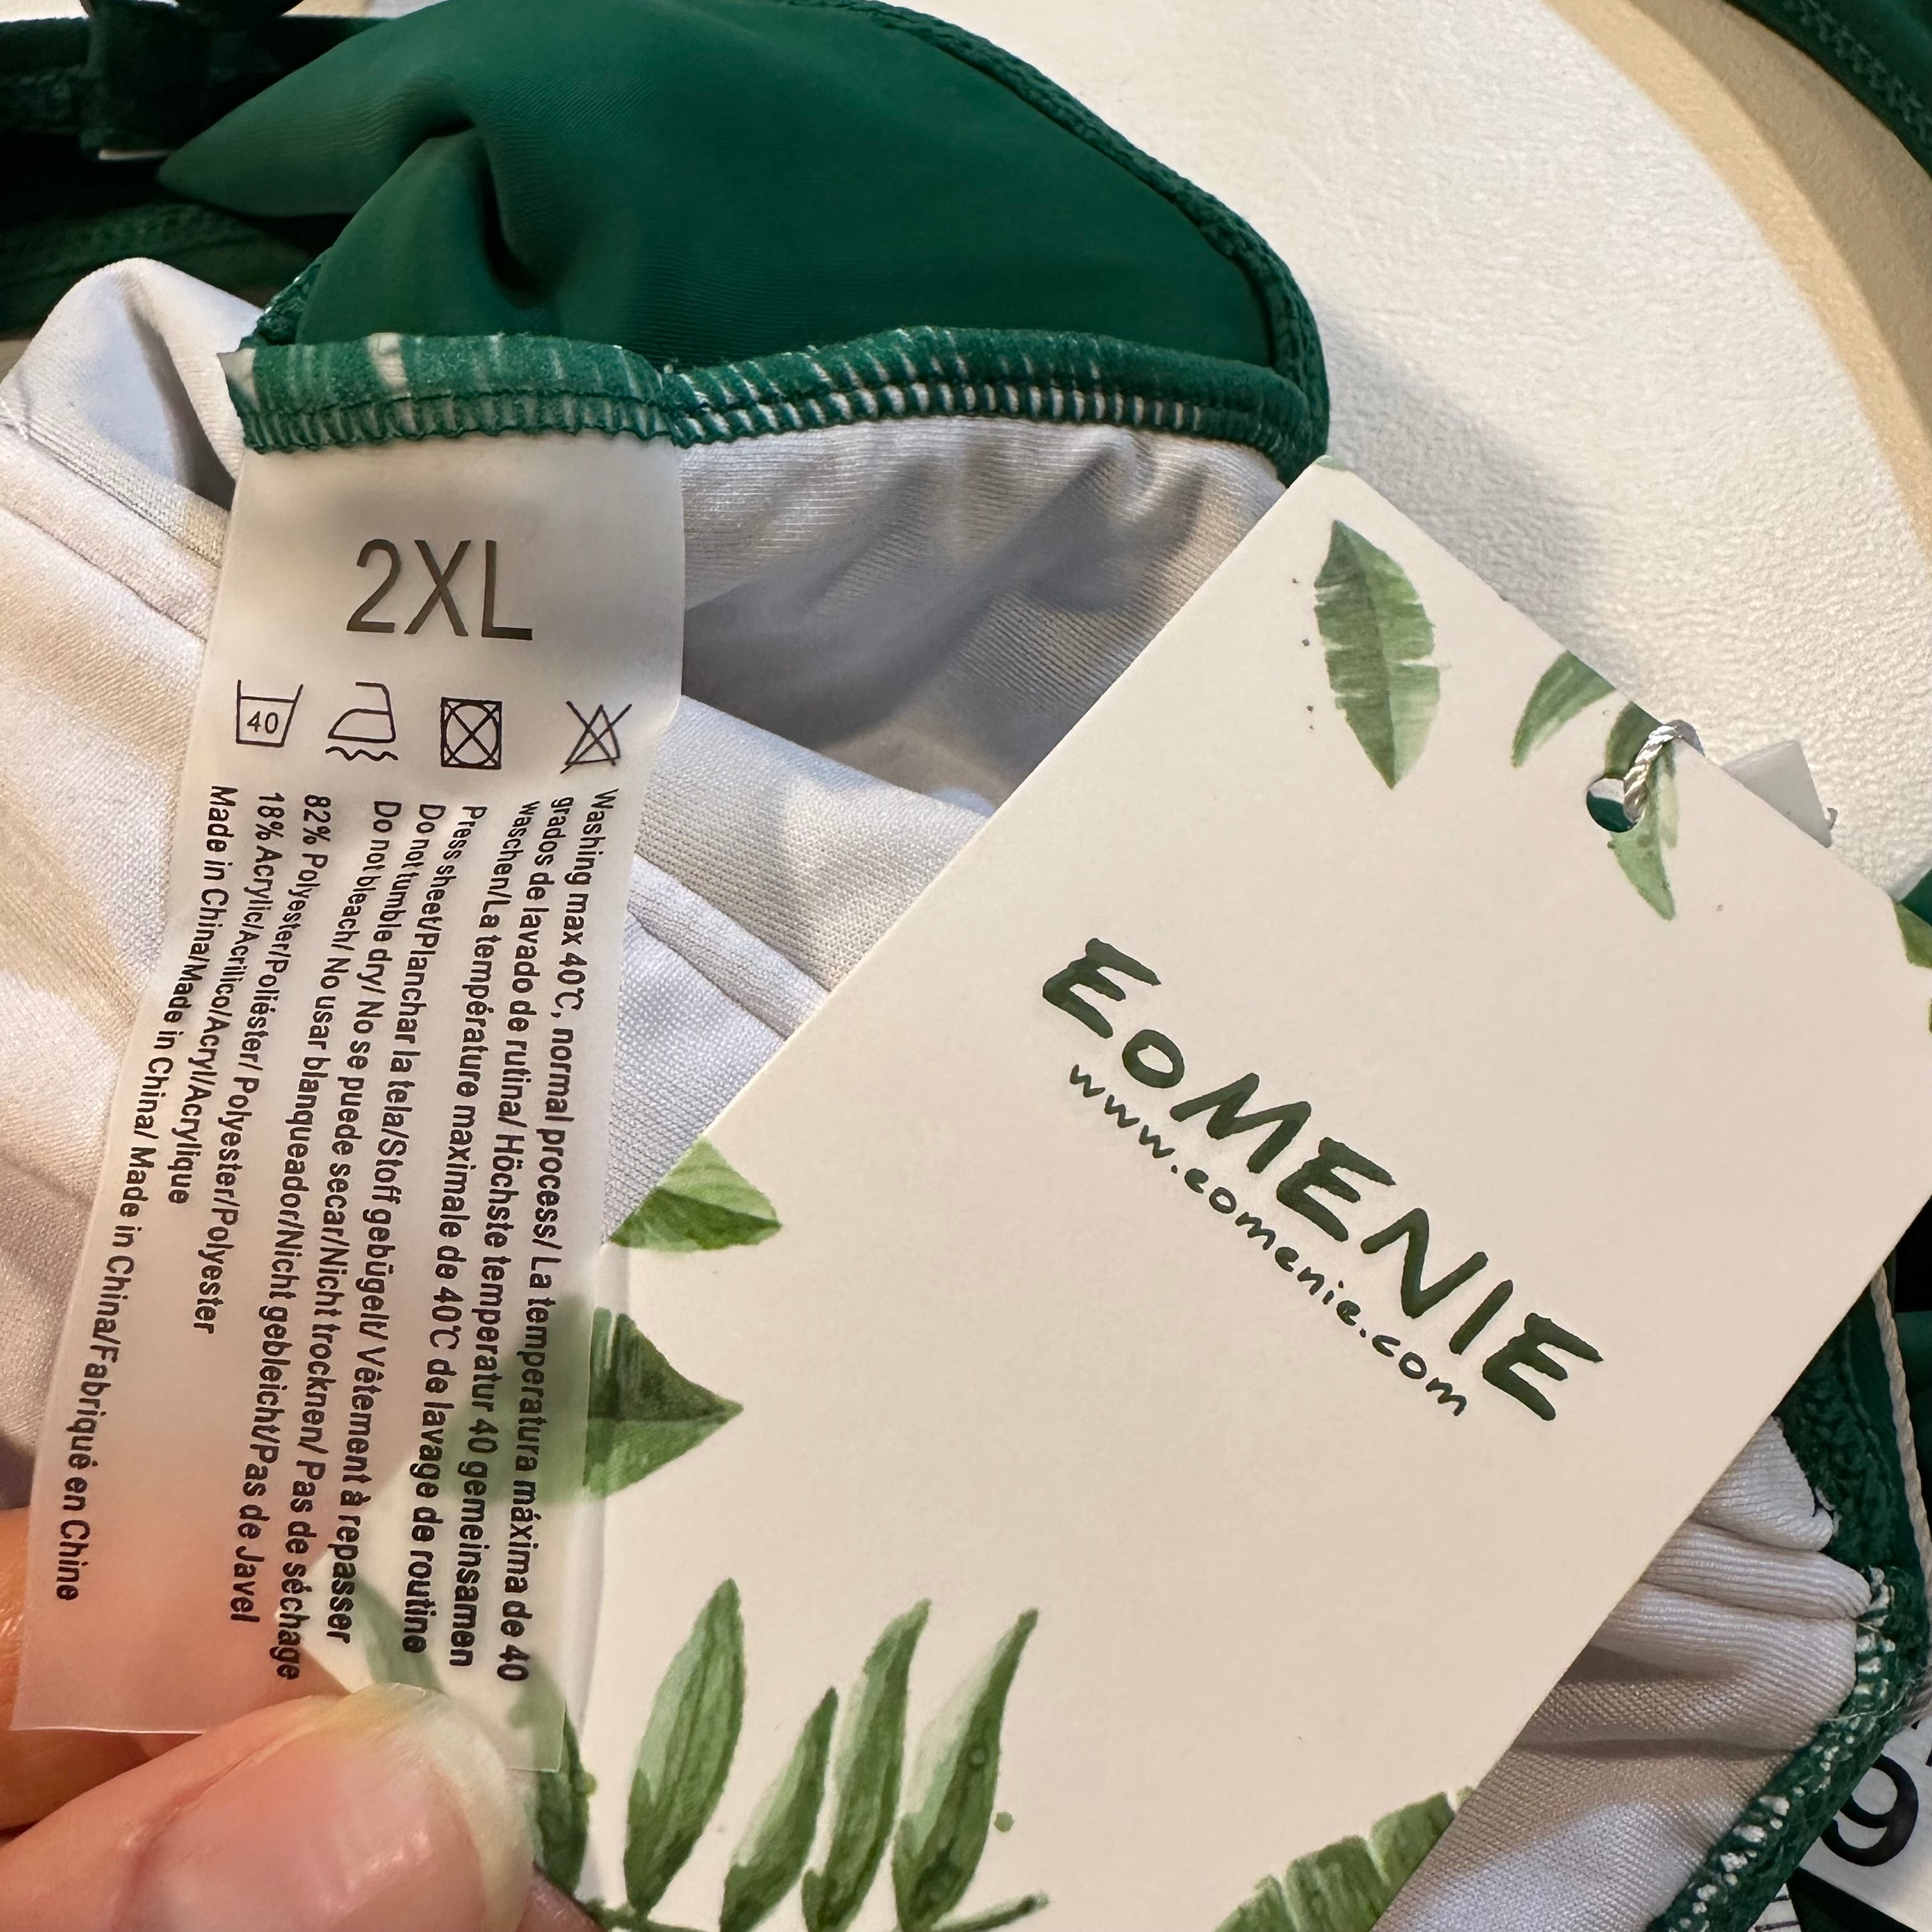 2XL
40
Washing max 40℃, normal process/ La temperatura máxima de 40
grados de lavado de rutina/ Höchste temperatur 40 gemeinsamen
waschen/La température maximale de 40℃ de lavage de routine
Press sheet/Planchar la tela/Stoff gebügelt/ Vêtement à repasser
Do not tumble dry/ No se puede secar/Nicht trocknen/ Pas de séchage
Do not bleach/ No usar blanqueador/Nicht gebleicht/Pas de Javel
82% Polyester/Poliéster/ Polyester/Polyester
18% Acrylic/Acrílico/Acryl/Acrylique
Made in China/Made in China/ Made in China/Fabriqué en Chine
EOMENIE
www.eomenie.com
9